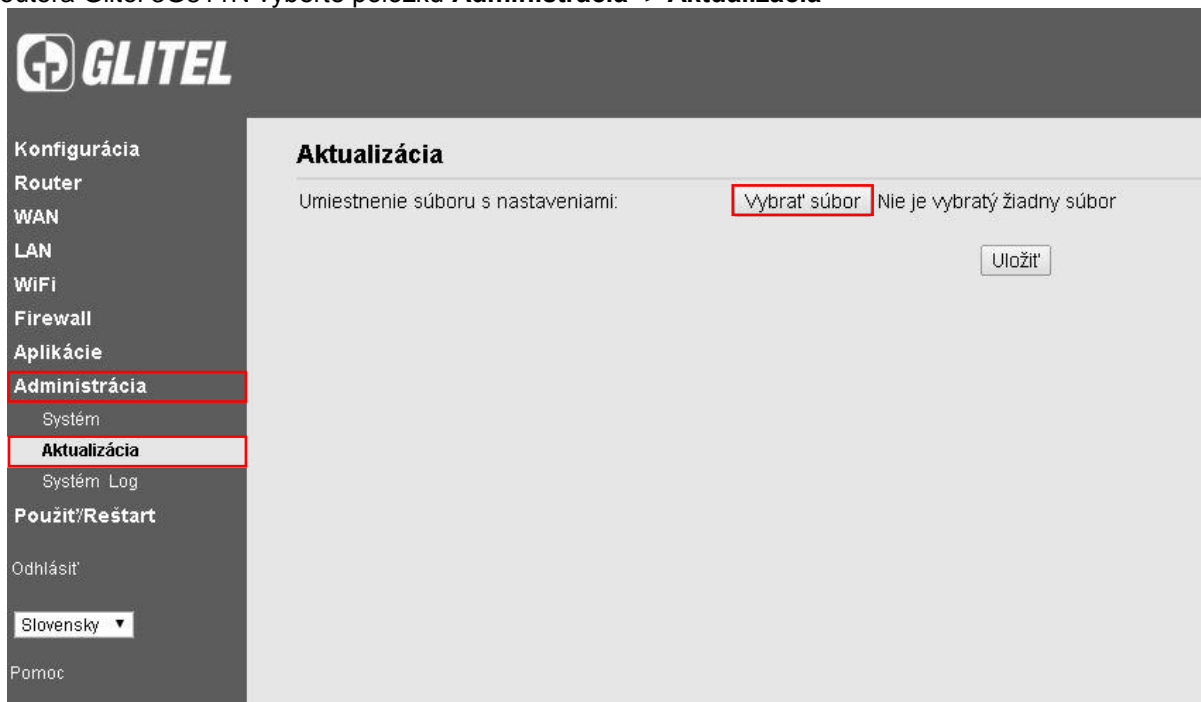 GLITEL
Konfigurácia
Router
WAN
LAN
WiFi
Firewall
Aplikácie
Administrácia
Systém
Aktualizácia
Systém Log
Použiť/Reštart
Odhlásiť
Slovensky
Pomoc
Aktualizácia
Umiestnenie súboru s nastaveniami: Vybrať súbor Nie je vybratý žiadny súbor
Uložiť